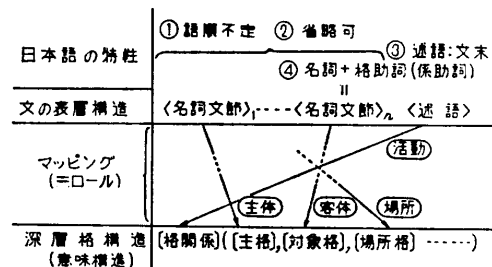 ① 語順不定 ② 省略可
日本語の特性
③ 述語:文末
④ 名詞+格助詞(係助詞)
=
文の表層構造 〈名詞文節〉1‥‥‥〈名詞文節〉n 〈述語〉
マッピング
(=ロール)
活動
主体 客体 場所
深層格構造 [格関係]([主格],[対象格],[場所格] ‥‥‥)
(意味構造)